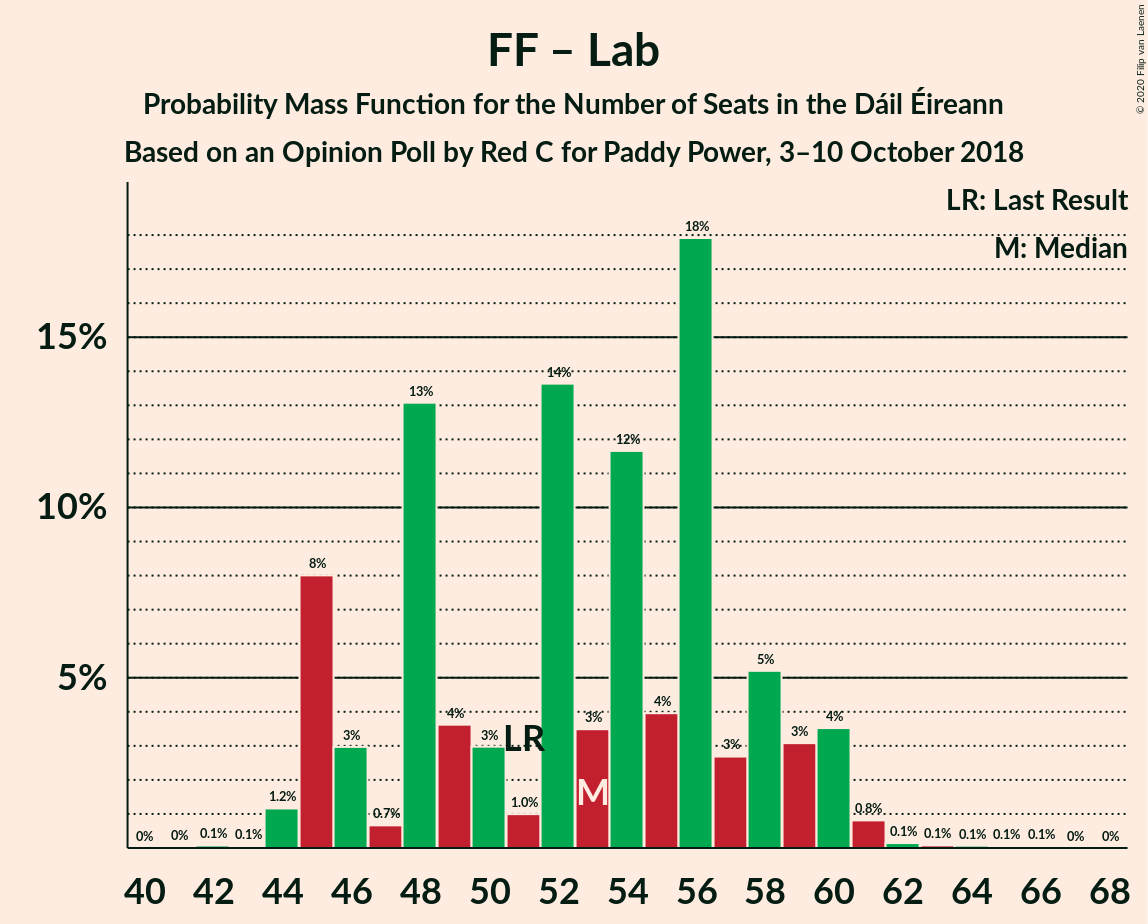 FF – Lab
Probability Mass Function for the Number of Seats in the Dáil Éireann
Based on an Opinion Poll by Red C for Paddy Power, 3–10 October 2018
© 2020 Filip van Laenen
LR: Last Result
M: Median
15%
10%
5%
0% 0% 0.1% 0.1% 1.2% 8% 3% 0.7% 13% 4% 3% 1.0% 14% 3% 12% 4% 18% 3% 5% 3% 4% 0.8% 0.1% 0.1% 0.1% 0.1% 0.1% 0% 0%
LR
M
40 42 44 46 48 50 52 54 56 58 60 62 64 66 68